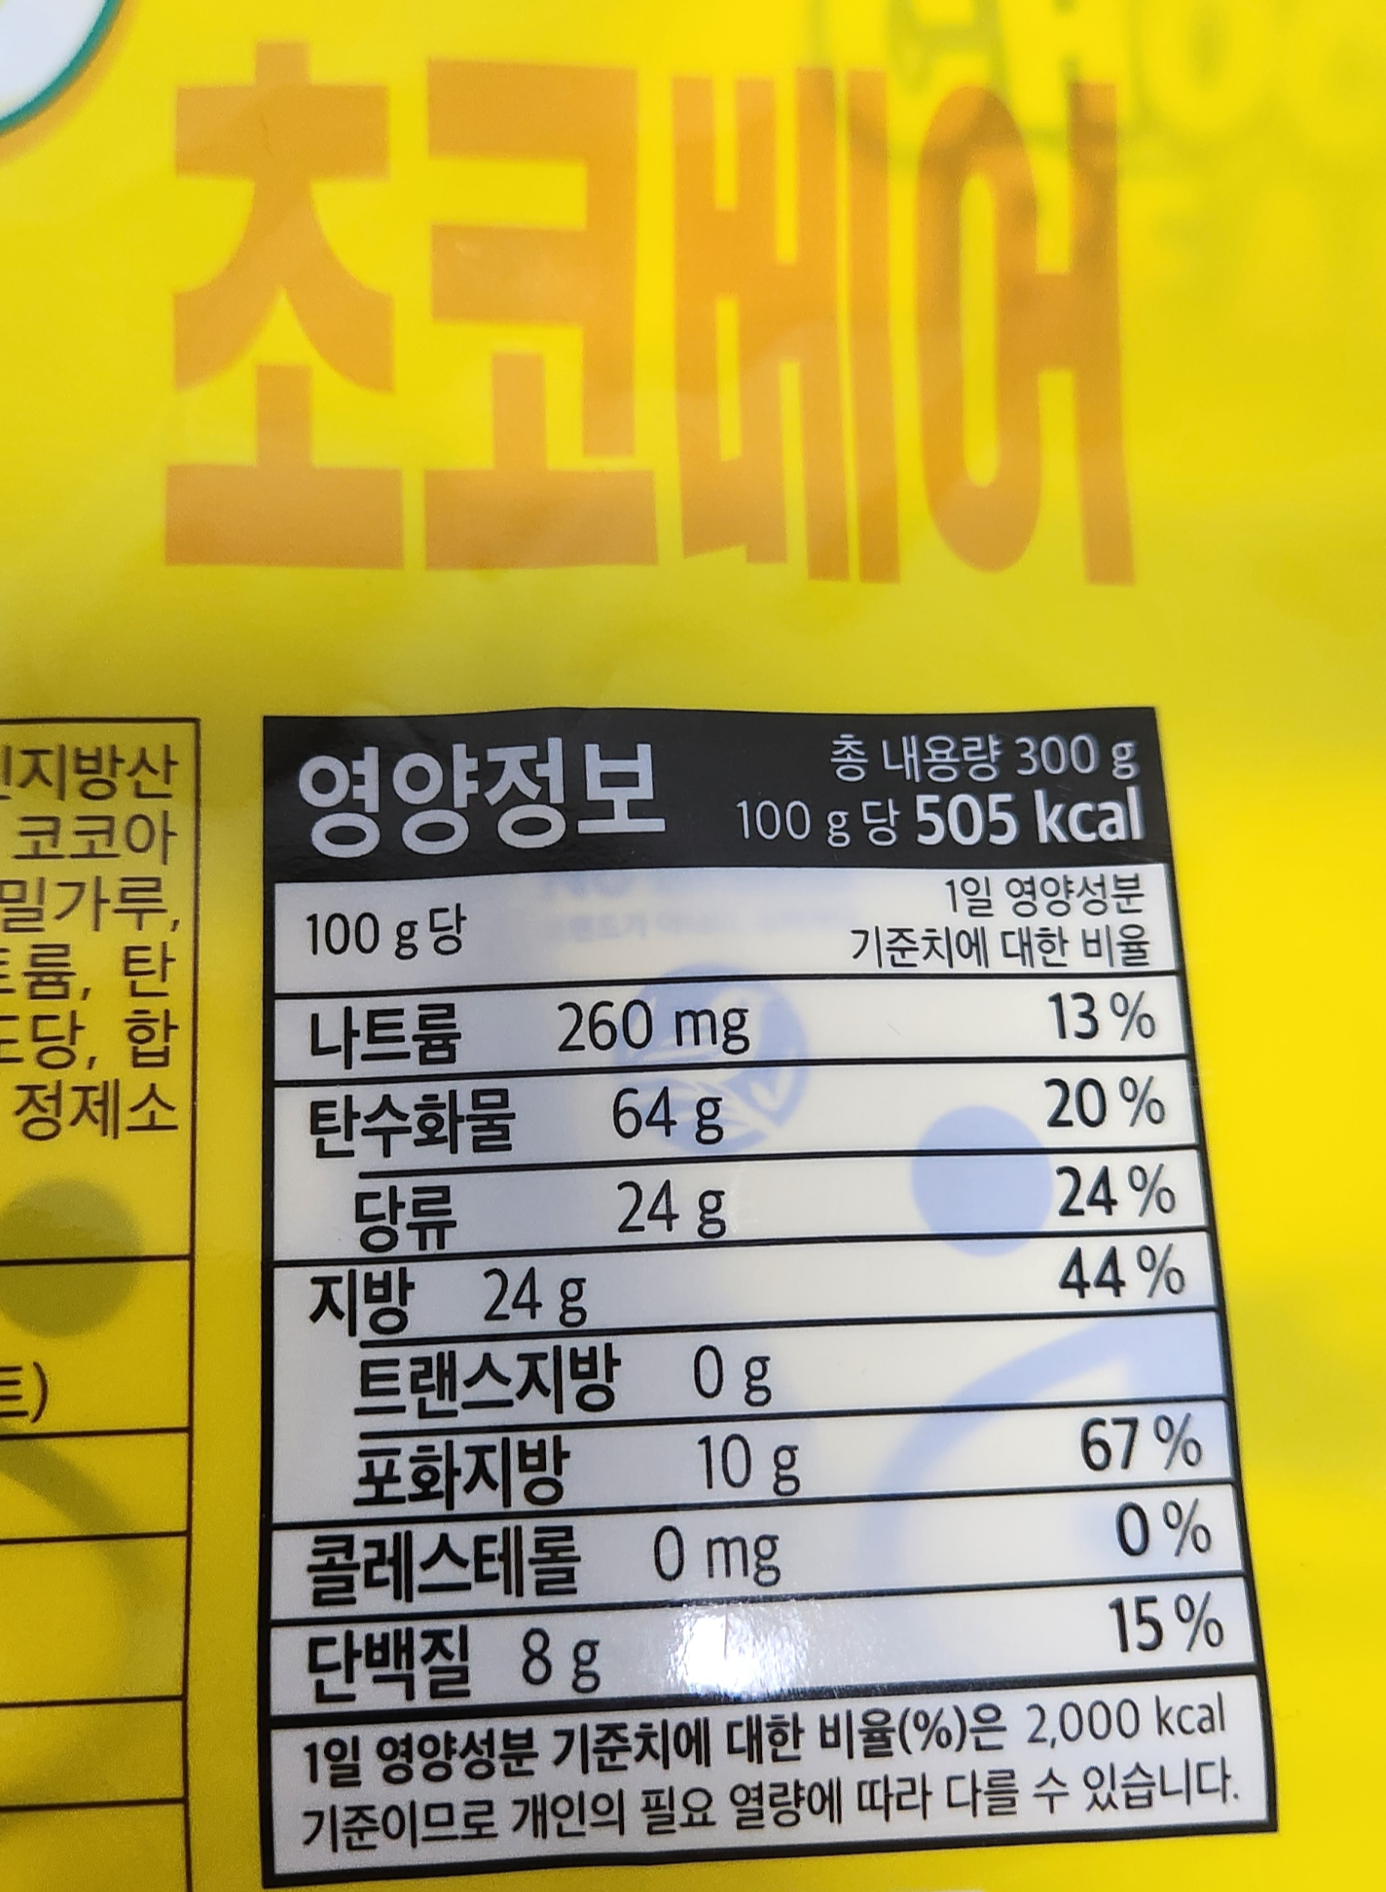 초코베어
지방산
코코아
밀가루,
륨, 탄
당, 합
정제소
트)
영양정보
총 내용량 300 g
100 g당 505 kcal
100 g당
1일 영양성분
기준치에 대한 비율
나트륨 260 mg 13 %
탄수화물 64 g 20 %
당류 24 g 24 %
지방 24 g 44 %
트랜스지방 0 g
포화지방 10 g 67 %
콜레스테롤 0 mg 0 %
단백질 8 g 15 %
1일 영양성분 기준치에 대한 비율(%)은 2,000 kcal
기준이므로 개인의 필요 열량에 따라 다를 수 있습니다.